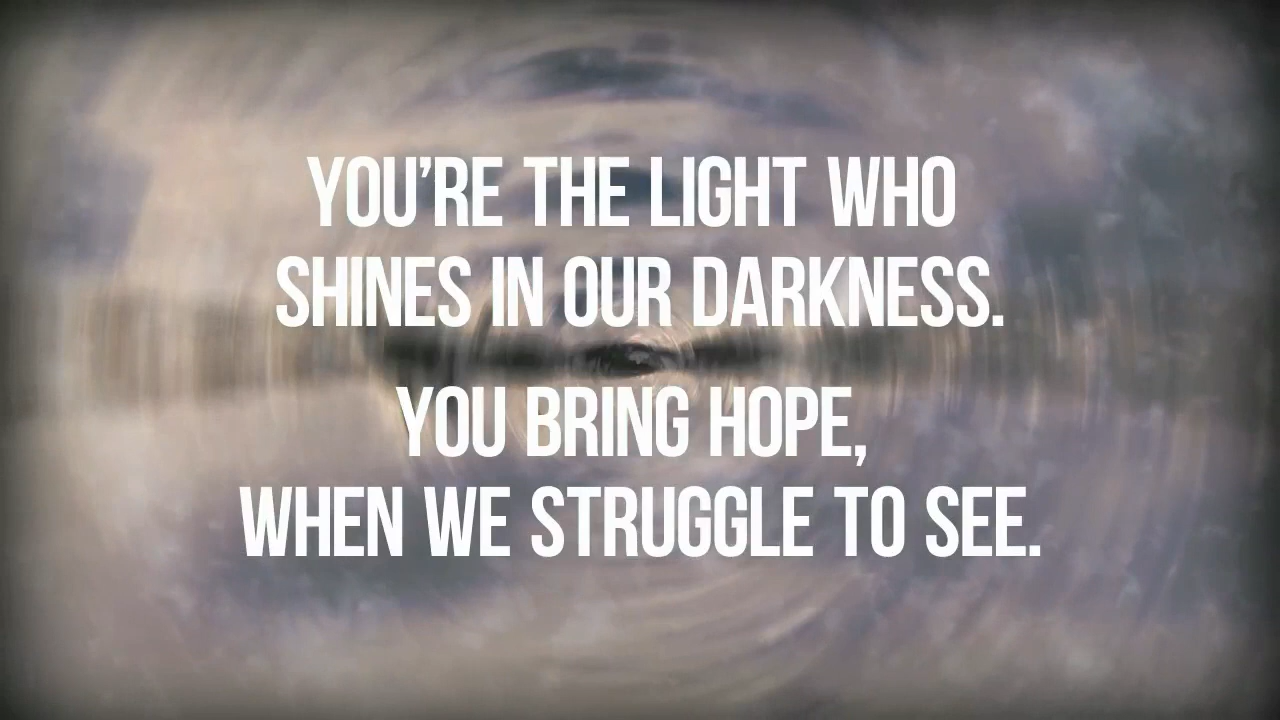 YOU'RE THE LIGHT WHO
SHINES IN OUR DARKNESS.
YOU BRING HOPE,
WHEN WE STRUGGLE TO SEE.